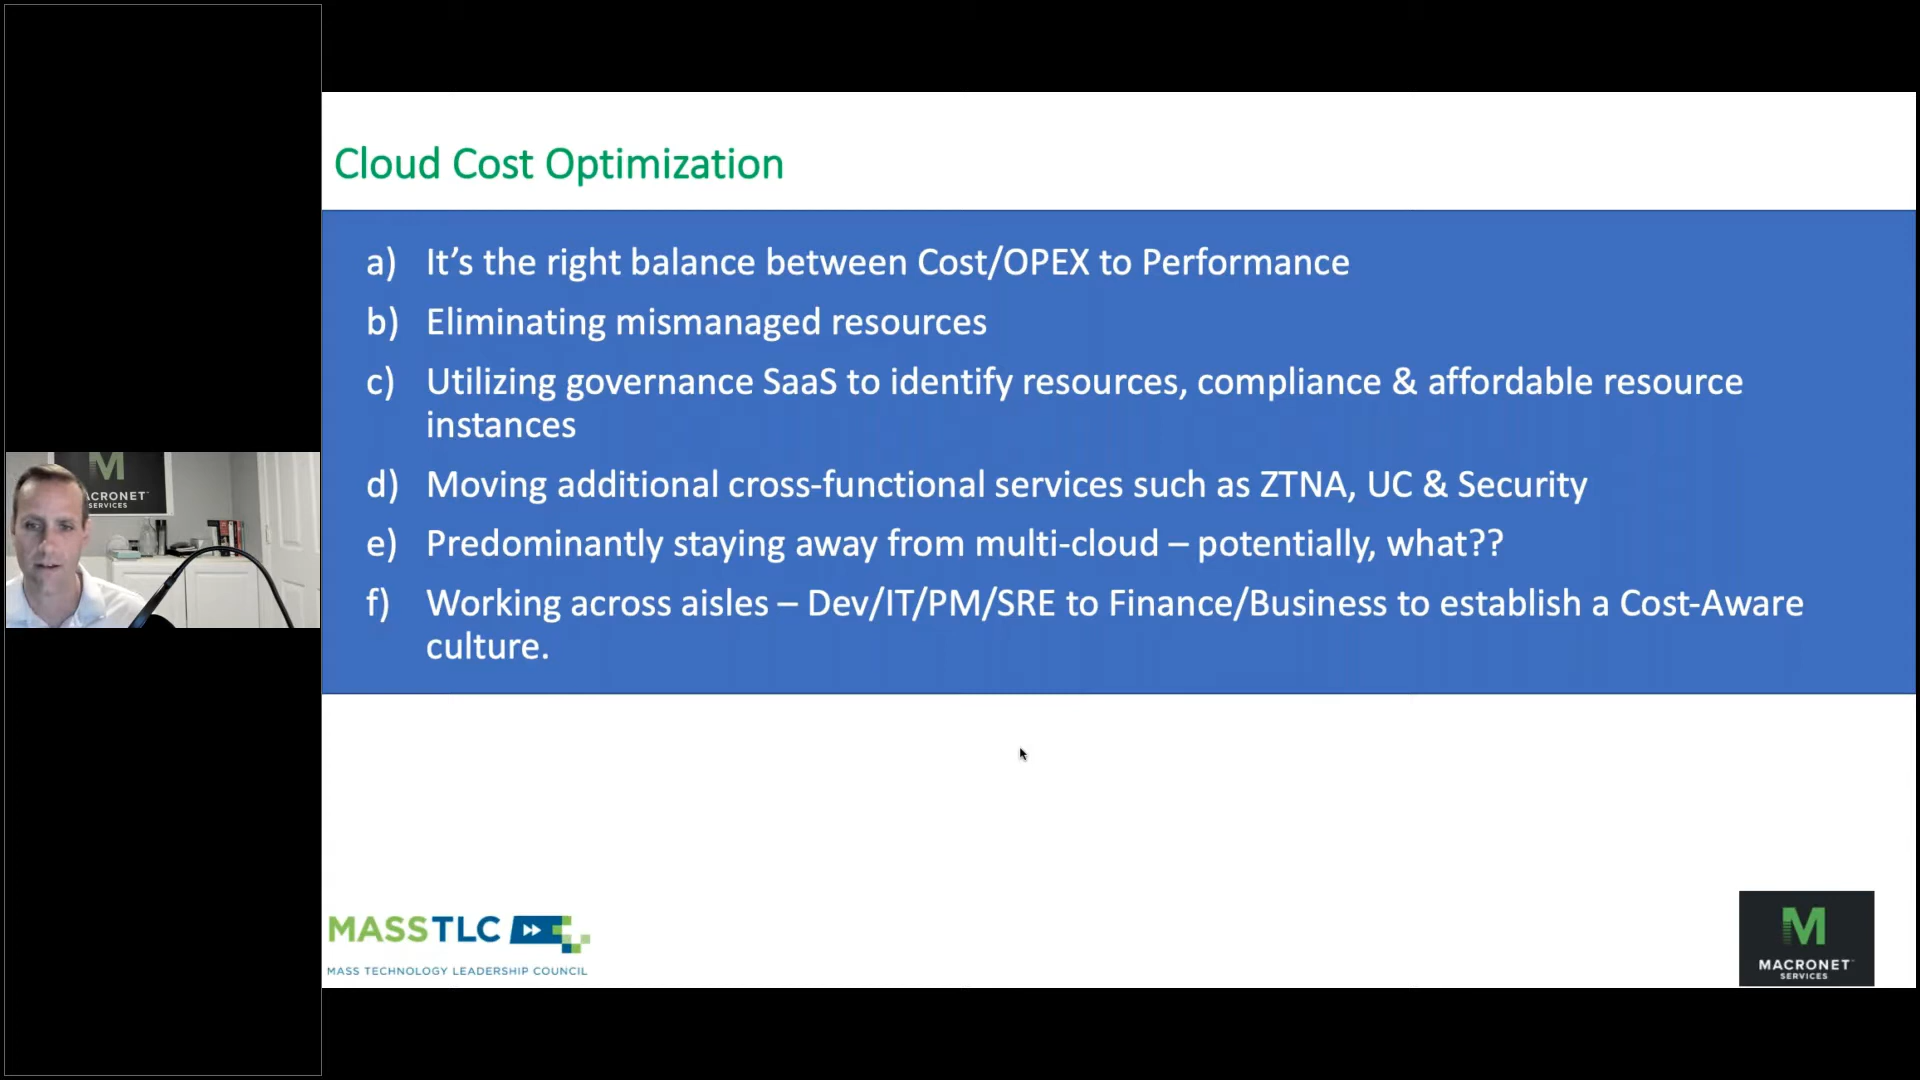 Cloud Cost Optimization
a) It’s the right balance between Cost/OPEX to Performance
b) Eliminating mismanaged resources
c) Utilizing governance SaaS to identify resources, compliance & affordable resource
instances
d) Moving additional cross-functional services such as ZTNA, UC & Security
e) Predominantly staying away from multi-cloud – potentially, what??
f) Working across aisles – Dev/IT/PM/SRE to Finance/Business to establish a Cost-Aware
culture.
M
ACRONET
SERVICES
MASSTLC
MASS TECHNOLOGY LEADERSHIP COUNCIL
M
MACRONET
SERVICES